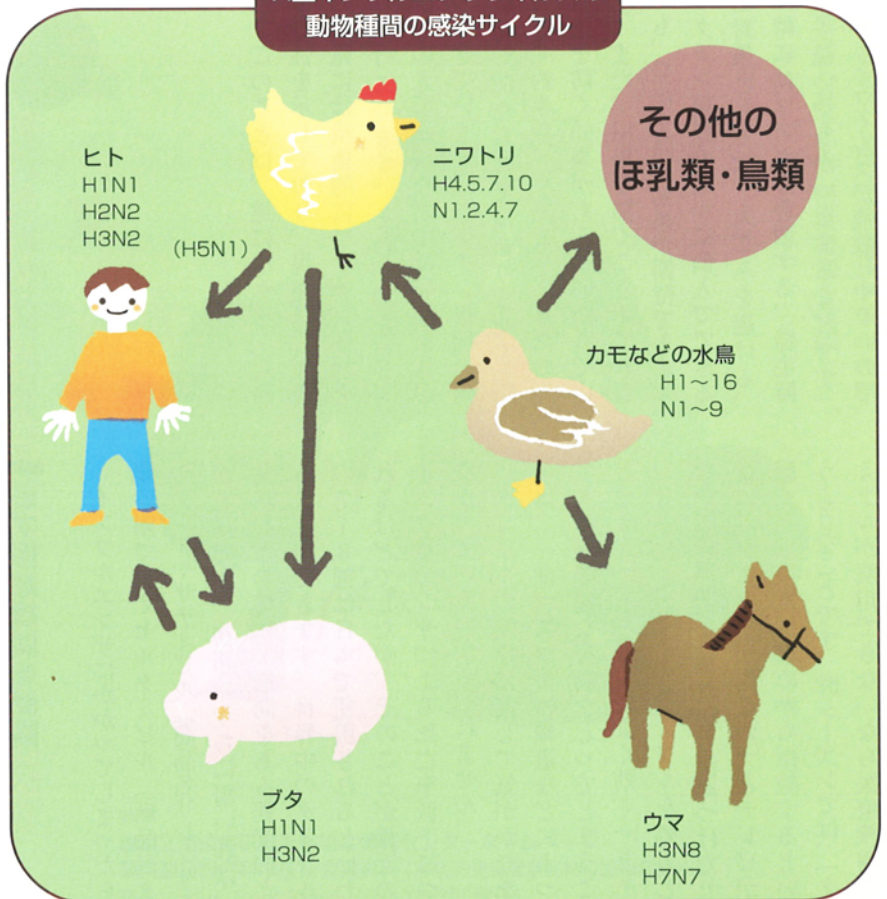 動物種間の感染サイクル
その他の
ほ乳類・鳥類
ヒト
H1N1
H2N2
H3N2
(H5N1)
ニワトリ
H4.5.7.10
N1.2.4.7
カモなどの水鳥
H1～16
N1～9
ブタ
H1N1
H3N2
ウマ
H3N8
H7N7